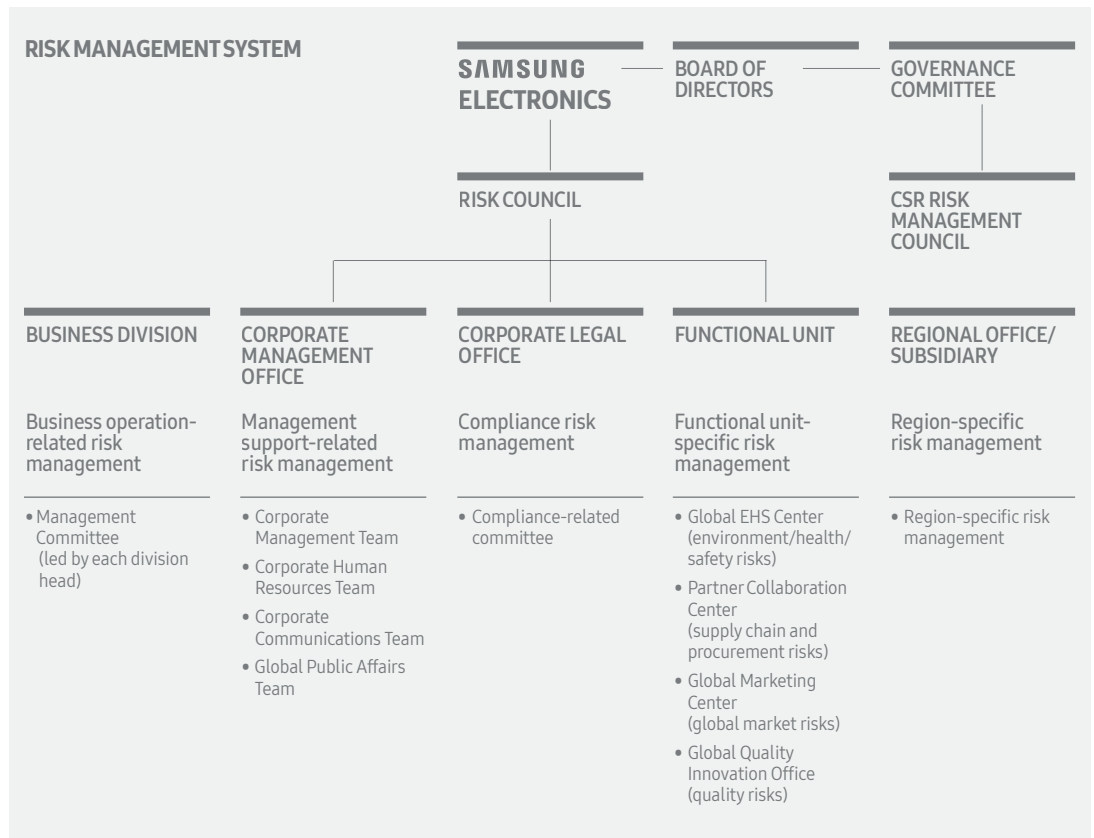 RISK MANAGEMENT SYSTEM
SAMSUNG
ELECTRONICS
BOARD OF
DIRECTORS
GOVERNANCE
COMMITTEE
RISK COUNCIL
CSR RISK
MANAGEMENT
COUNCIL
BUSINESS DIVISION
Business operation-
related risk
management
• Management
Committee
(led by each division
head)
CORPORATE
MANAGEMENT
OFFICE
Management
support-related
risk management
• Corporate
Management Team
• Corporate Human
Resources Team
• Corporate
Communications Team
• Global Public Affairs
Team
CORPORATE LEGAL
OFFICE
Compliance risk
management
• Compliance-related
committee
FUNCTIONAL UNIT
Functional unit-
specific risk
management
• Global EHS Center
(environment/health/
safety risks)
• Partner Collaboration
Center
(supply chain and
procurement risks)
• Global Marketing
Center
(global market risks)
• Global Quality
Innovation Office
(quality risks)
REGIONAL OFFICE/
SUBSIDIARY
Region-specific
risk management
• Region-specific risk
management